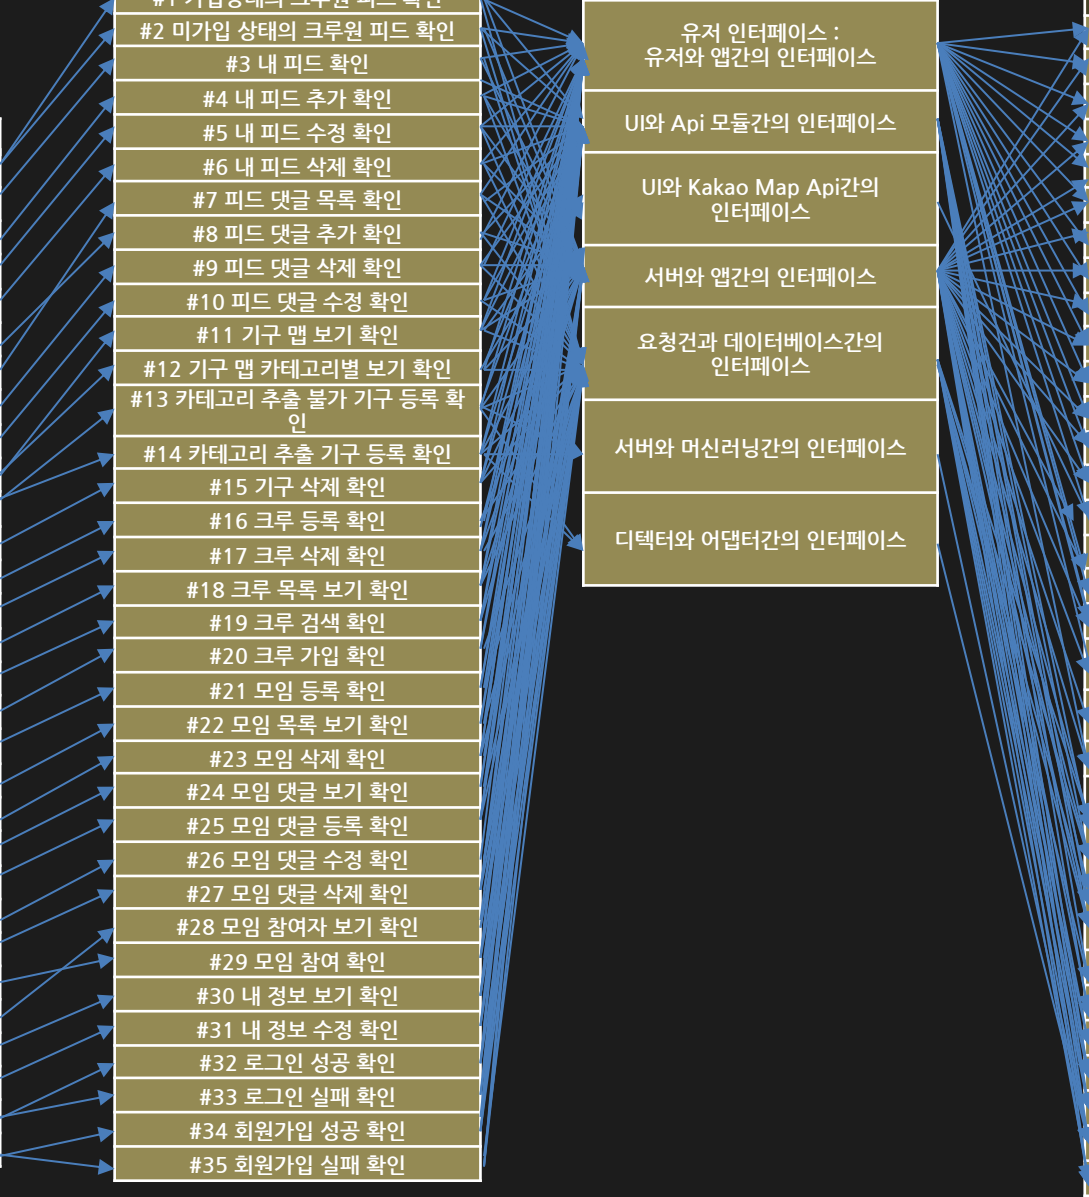 #1 가입상태의 크루원 피드 확인
#2 미가입 상태의 크루원 피드 확인
#3 내 피드 확인
#4 내 피드 추가 확인
#5 내 피드 수정 확인
#6 내 피드 삭제 확인
#7 피드 댓글 목록 확인
#8 피드 댓글 추가 확인
#9 피드 댓글 삭제 확인
#10 피드 댓글 수정 확인
#11 기구 맵 보기 확인
#12 기구 맵 카테고리별 보기 확인
#13 카테고리 추출 불가 기구 등록 확
인
#14 카테고리 추출 기구 등록 확인
#15 기구 삭제 확인
#16 크루 등록 확인
#17 크루 삭제 확인
#18 크루 목록 보기 확인
#19 크루 검색 확인
#20 크루 가입 확인
#21 모임 등록 확인
#22 모임 목록 보기 확인
#23 모임 삭제 확인
#24 모임 댓글 보기 확인
#25 모임 댓글 등록 확인
#26 모임 댓글 수정 확인
#27 모임 댓글 삭제 확인
#28 모임 참여자 보기 확인
#29 모임 참여 확인
#30 내 정보 보기 확인
#31 내 정보 수정 확인
#32 로그인 성공 확인
#33 로그인 실패 확인
#34 회원가입 성공 확인
#35 회원가입 실패 확인
유저 인터페이스 :
유저와 앱간의 인터페이스
UI와 Api 모듈간의 인터페이스
UI와 Kakao Map Api간의
인터페이스
서버와 앱간의 인터페이스
요청건과 데이터베이스간의
인터페이스
서버와 머신러닝간의 인터페이스
디텍터와 어댑터간의 인터페이스